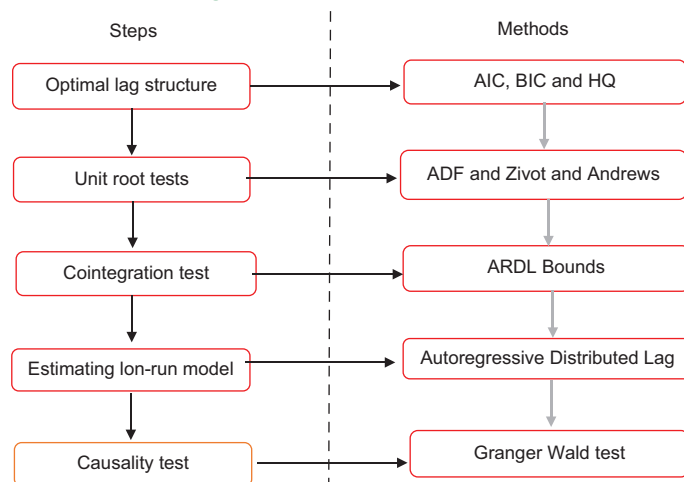 Steps
Methods
Optimal lag structure
AIC, BIC and HQ
Unit root tests
ADF and Zivot and Andrews
Cointegration test
ARDL Bounds
Estimating lon-run model
Autoregressive Distributed Lag
Causality test
Granger Wald test